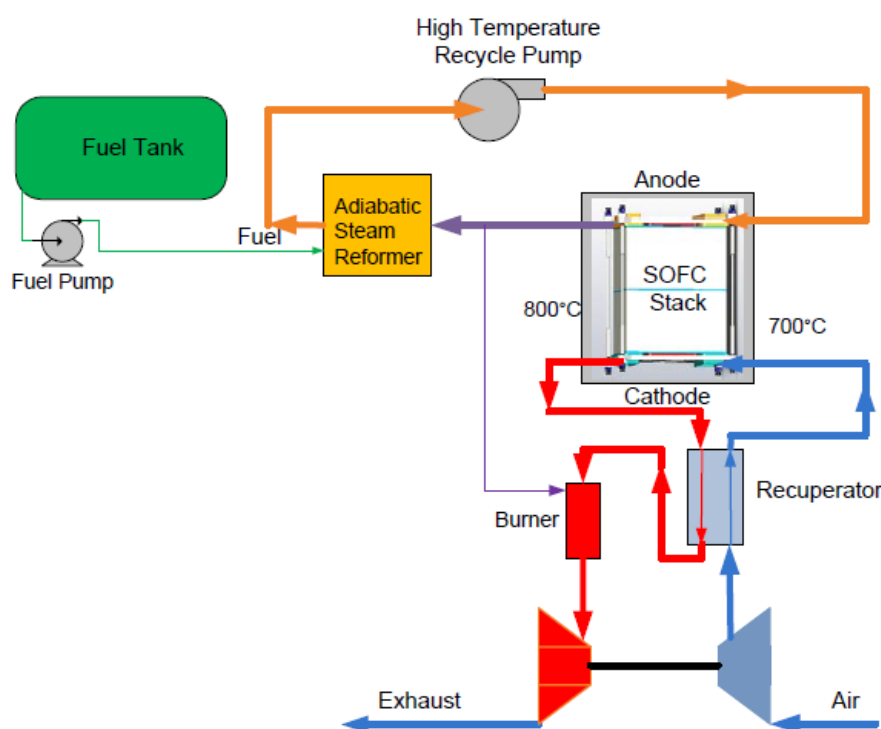 High Temperature
Recycle Pump
Fuel Tank
Anode
Adiabatic
Steam
Reformer
Fuel
Fuel Pump
SOFC
Stack
800°C
700°C
Cathode
Recuperator
Burner
Exhaust
Air